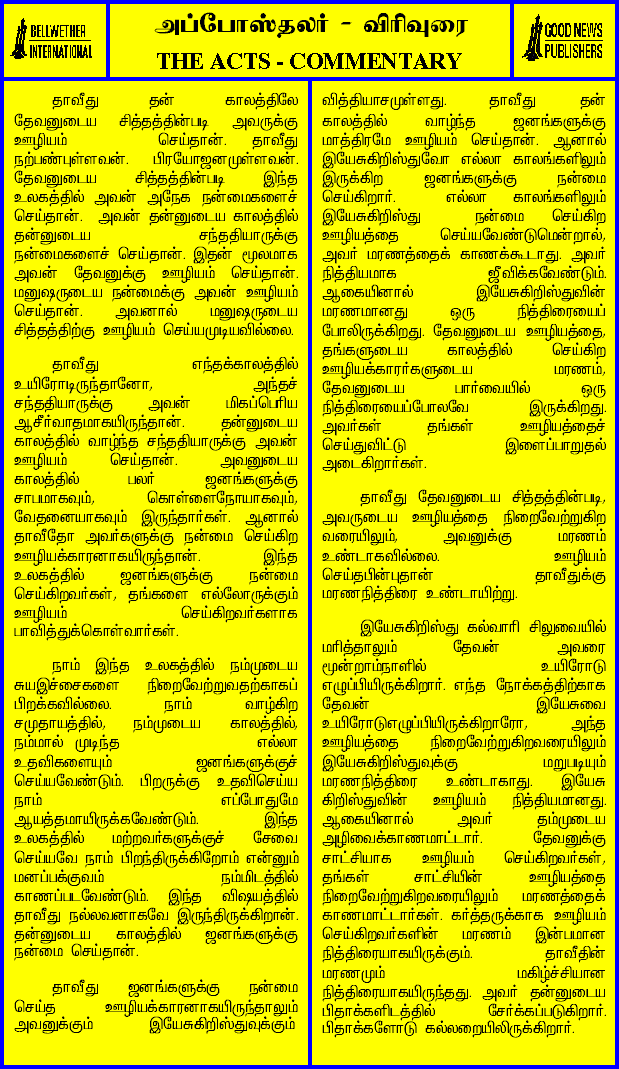 BELLWETHER
INTERNATIONAL
அப்போஸ்தலர் - விரிவுரை
THE ACTS - COMMENTARY
GOOD NEWS
PUBLISHERS
தாவீது தன் காலத்திலே
தேவனுடைய சித்தத்தின்படி அவருக்கு
ஊழியம் செய்தான். தாவீது
நற்பண்புள்ளவன். பிரயோஜனமுள்ளவன்.
தேவனுடைய சித்தத்தின்படி இந்த
உலகத்தில் அவன் அநேக நன்மைகளைச்
செய்தான். அவன் தன்னுடைய காலத்தில்
தன்னுடைய சந்ததியாருக்கு
நன்மைகளைச் செய்தான். இதன் மூலமாக
அவன் தேவனுக்கு ஊழியம் செய்தான்.
மனுஷருடைய நன்மைக்கு அவன் ஊழியம்
செய்தான். அவனால் மனுஷருடைய
சித்தத்திற்கு ஊழியம் செய்யமுடியவில்லை.
தாவீது எந்தக்காலத்தில்
உயிரோடிருந்தானோ, அந்தச்
சந்ததியாருக்கு அவன் மிகப்பெரிய
ஆசீர்வாதமாகயிருந்தான். தன்னுடைய
காலத்தில் வாழ்ந்த சந்ததியாருக்கு அவன்
ஊழியம் செய்தான். அவனுடைய
காலத்தில் பலர் ஜனங்களுக்கு
சாபமாகவும், கொள்ளைநோயாகவும்,
வேதனையாகவும் இருந்தார்கள். ஆனால்
தாவீதோ அவர்களுக்கு நன்மை செய்கிற
ஊழியக்காரனாகயிருந்தான். இந்த
உலகத்தில் ஜனங்களுக்கு நன்மை
செய்கிறவர்கள், தங்களை எல்லோருக்கும்
ஊழியம் செய்கிறவர்களாக
பாவித்துக்கொள்வார்கள்.
நாம் இந்த உலகத்தில் நம்முடைய
சுயஇச்சைகளை நிறைவேற்றுவதற்காகப்
பிறக்கவில்லை. நாம் வாழ்கிற
சமுதாயத்தில், நம்முடைய காலத்தில்,
நம்மால் முடிந்த எல்லா
உதவிகளையும் ஜனங்களுக்குச்
செய்யவேண்டும். பிறருக்கு உதவிசெய்ய
நாம் எப்போதுமே
ஆயத்தமாயிருக்கவேண்டும். இந்த
உலகத்தில் மற்றவர்களுக்குச் சேவை
செய்யவே நாம் பிறந்திருக்கிறோம் என்னும்
மனப்பக்குவம் நம்மிடத்தில்
காணப்படவேண்டும். இந்த விஷயத்தில்
தாவீது நல்லவனாகவே இருந்திருக்கிறான்.
தன்னுடைய காலத்தில் ஜனங்களுக்கு
நன்மை செய்தான்.
தாவீது ஜனங்களுக்கு நன்மை
செய்த ஊழியக்காரனாகயிருந்தாலும்
அவனுக்கும் இயேசுகிறிஸ்துவுக்கும்
வித்தியாசமுள்ளது. தாவீது தன்
காலத்தில் வாழ்ந்த ஜனங்களுக்கு
மாத்திரமே ஊழியம் செய்தான். ஆனால்
இயேசுகிறிஸ்துவோ எல்லா காலங்களிலும்
இருக்கிற ஜனங்களுக்கு நன்மை
செய்கிறார். எல்லா காலங்களிலும்
இயேசுகிறிஸ்து நன்மை செய்கிற
ஊழியத்தை செய்யவேண்டுமென்றால்,
அவர் மரணத்தைக் காணக்கூடாது. அவர்
நித்தியமாக ஜீவிக்கவேண்டும்.
ஆகையினால் இயேசுகிறிஸ்துவின்
மரணமானது ஒரு நித்திரையைப்
போலிருக்கிறது. தேவனுடைய ஊழியத்தை,
தங்களுடைய காலத்தில் செய்கிற
ஊழியக்காரர்களுடைய மரணம்,
தேவனுடைய பார்வையில் ஒரு
நித்திரையைப்போலவே இருக்கிறது.
அவர்கள் தங்கள் ஊழியத்தைச்
செய்துவிட்டு இளைப்பாறுதல்
அடைகிறார்கள்.
தாவீது தேவனுடைய சித்தத்தின்படி,
அவருடைய ஊழியத்தை நிறைவேற்றுகிற
வரையிலும், அவனுக்கு மரணம்
உண்டாகவில்லை. ஊழியம்
செய்தபின்புதான் தாவீதுக்கு
மரணநித்திரை உண்டாயிற்று.
இயேசுகிறிஸ்து கல்வாரி சிலுவையில்
மரித்தாலும் தேவன் அவரை
மூன்றாம்நாளில் உயிரோடு
எழுப்பியிருக்கிறார். எந்த நோக்கத்திற்காக
தேவன் இயேசுவை
உயிரோடுஎழுப்பியிருக்கிறாரோ, அந்த
ஊழியத்தை நிறைவேற்றுகிறவரையிலும்
இயேசுகிறிஸ்துவுக்கு மறுபடியும்
மரணநித்திரை உண்டாகாது. இயேசு
கிறிஸ்துவின் ஊழியம் நித்தியமானது.
ஆகையினால் அவர் தம்முடைய
அழிவைக்காணமாட்டார். தேவனுக்கு
சாட்சியாக ஊழியம் செய்கிறவர்கள்,
தங்கள் சாட்சியின் ஊழியத்தை
நிறைவேற்றுகிறவரையிலும் மரணத்தைக்
காணமாட்டார்கள். கர்த்தருக்காக ஊழியம்
செய்கிறவர்களின் மரணம் இன்பமான
நித்திரையாகயிருக்கும். தாவீதின்
மரணமும் மகிழ்ச்சியான
நித்திரையாகயிருந்தது. அவர் தன்னுடைய
பிதாக்களிடத்தில் சேர்க்கப்படுகிறார்.
பிதாக்களோடு கல்லறையிலிருக்கிறார்.